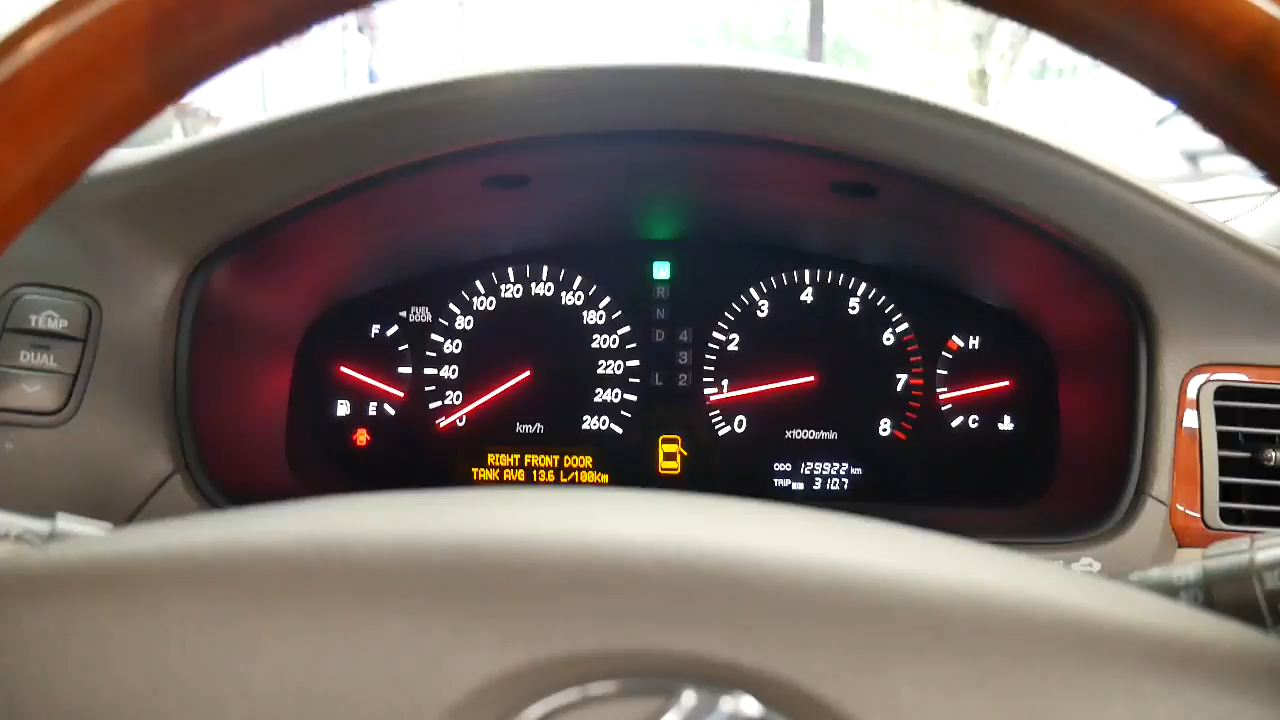 TEMP
DUAL
F
FUEL
DOOR
E
0
20
40
60
80
100
120
140
160
180
200
220
240
260
km/h
RIGHT FRONT DOOR
TANK AVG 13.6 L/100Km
R
N
D 4
3
L 2
0
1
2
3
4
5
6
7
8
x1000r/min
ODO 129922 km
TRIP 310.7
H
C